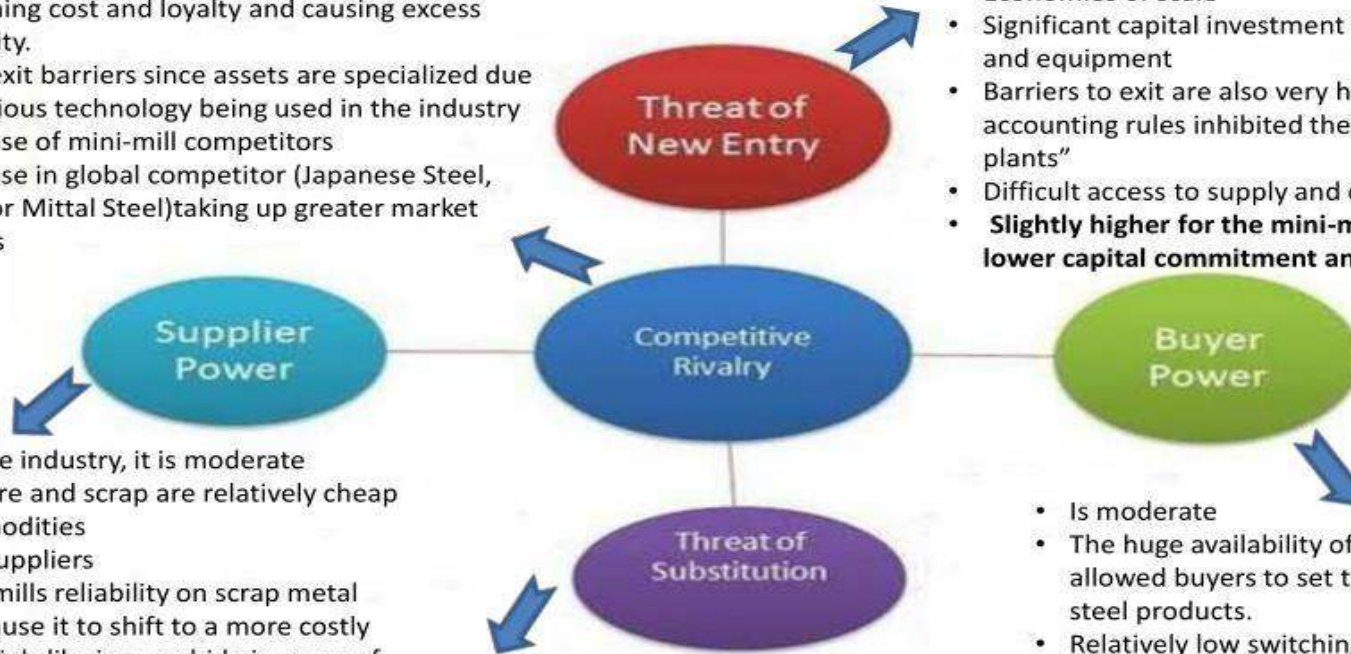 ning cost and loyalty and causing excess
ity.
exit barriers since assets are specialized due
ious technology being used in the industry
se of mini-mill competitors
se in global competitor (Japanese Steel,
or Mittal Steel)taking up greater market
s
Threat of
New Entry
• Significant capital investment
and equipment
• Barriers to exit are also very h
accounting rules inhibited the
plants”
• Difficult access to supply and
• Slightly higher for the mini-m
lower capital commitment an
Supplier
Power
Competitive
Rivalry
Buyer
Power
e industry, it is moderate
re and scrap are relatively cheap
nodities
uppliers
mills reliability on scrap metal
ause it to shift to a more costly
Threat of
Substitution
• Is moderate
• The huge availability of
allowed buyers to set t
steel products.
• Relatively low switchin